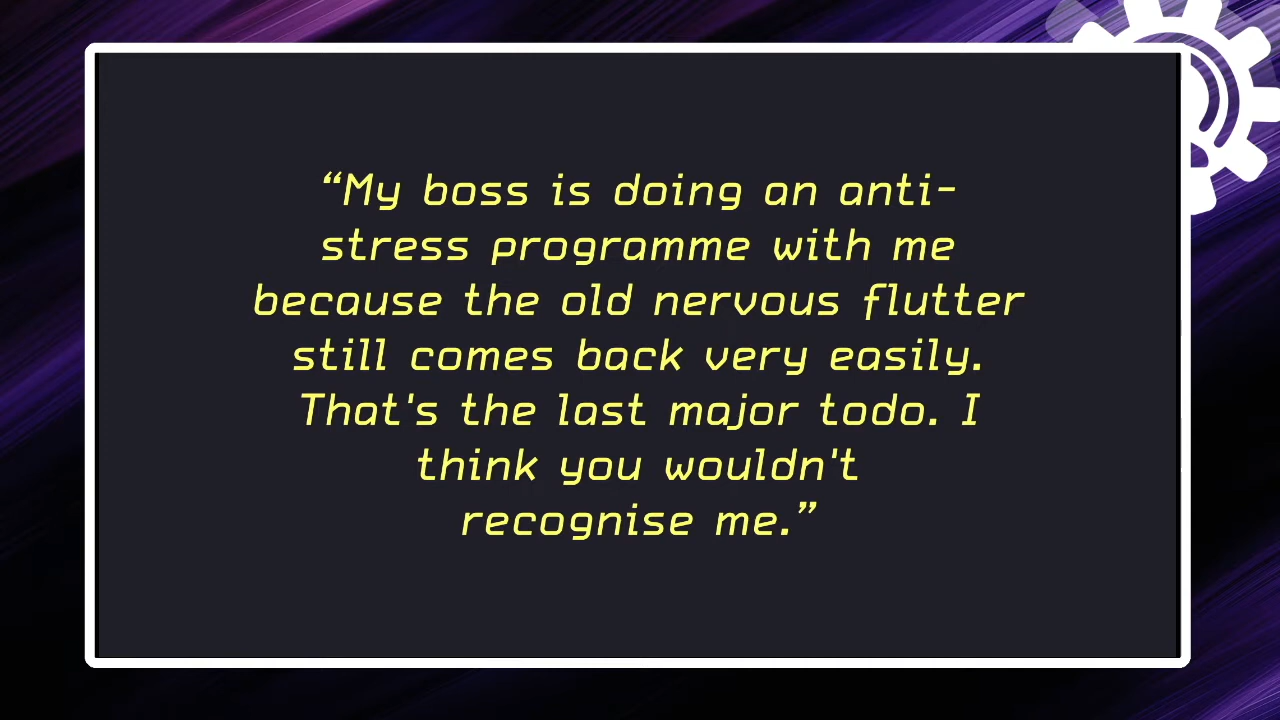 “My boss is doing an anti-
stress programme with me
because the old nervous flutter
still comes back very easily.
That's the last major todo. I
think you wouldn't
recognise me.”